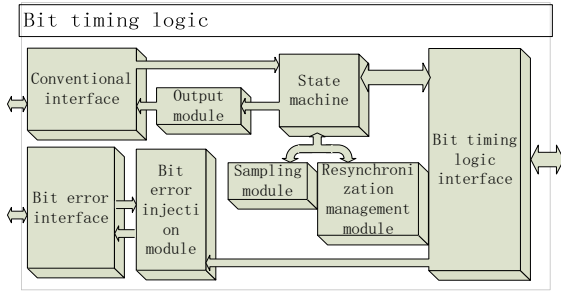 Bit timing logic
Conventional
interface
Output
module
State
machine
Bit timing
logic
interface
Bit error
interface
Bit
error
injecti
on
module
Sampling
module
Resynchroni
zation
management
module